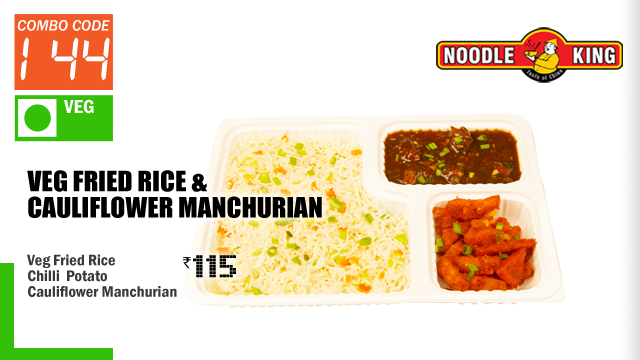 COMBO CODE
144
VEG
NOODLE KING
Taste of China
VEG FRIED RICE &
CAULIFLOWER MANCHURIAN
Veg Fried Rice
Chilli Potato
Cauliflower Manchurian
₹115